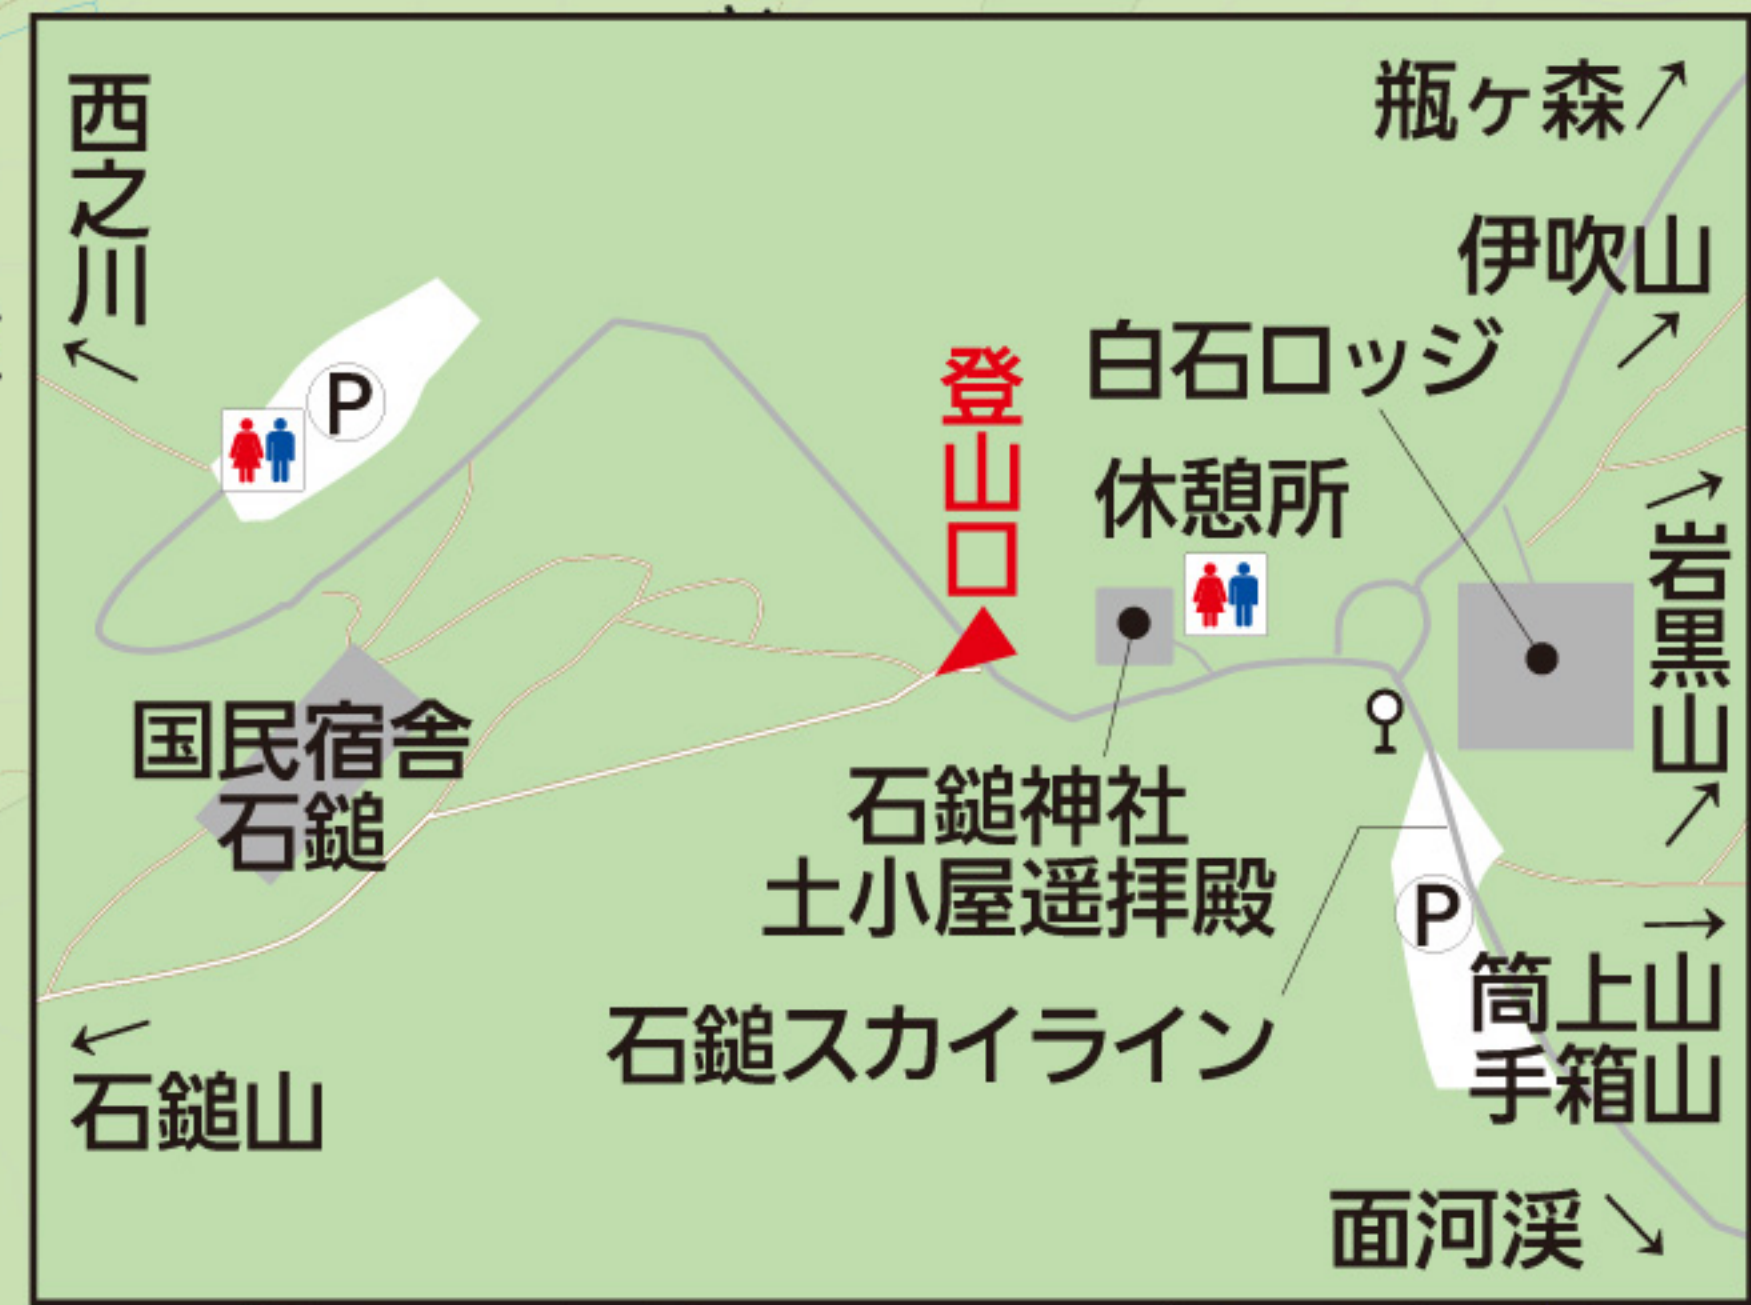 西之川
瓶ヶ森
伊吹山
白石ロッジ
登山口
休憩所
P
岩黒山
国民宿舎
石鎚
石鎚神社
土小屋遥拝殿
P
筒上山
手箱山
石鎚スカイライン
石鎚山
面河渓